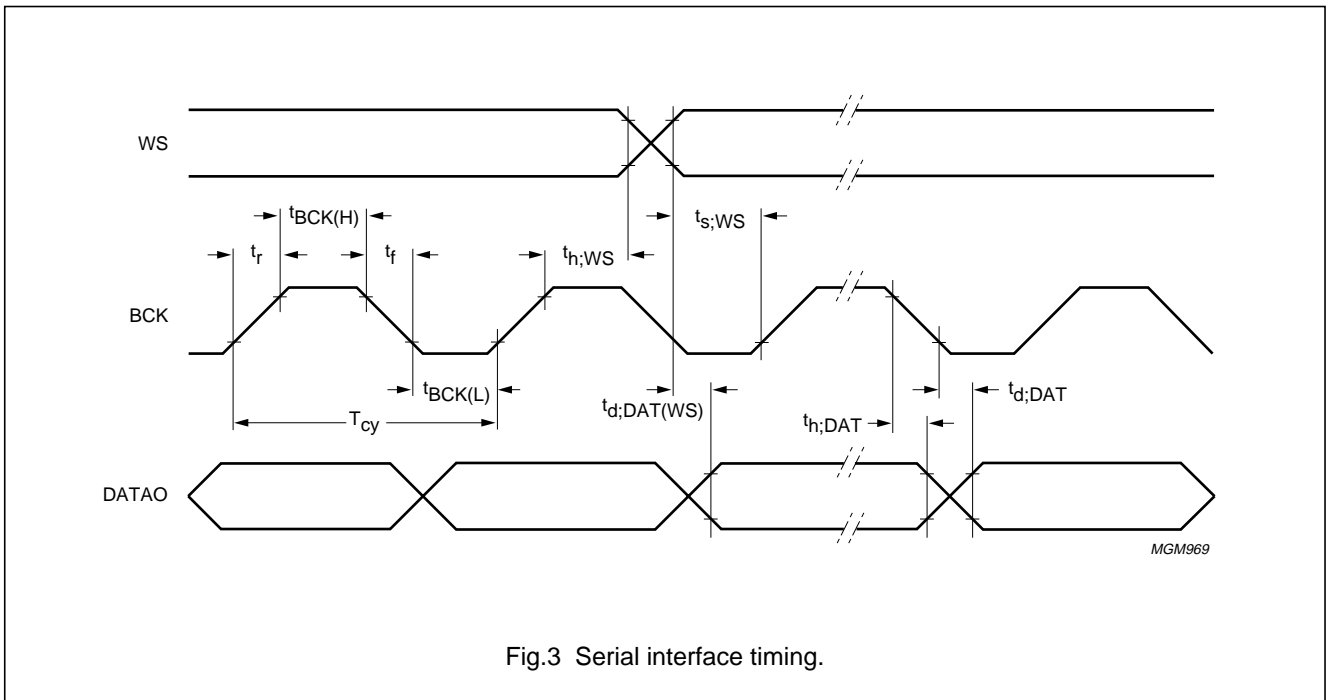 WS
tBCK(H)
ts;WS
tr
tf
th;WS
BCK
tBCK(L)
td;DAT(WS)
td;DAT
Tcy
th;DAT
DATAO
MGM969
Fig.3 Serial interface timing.